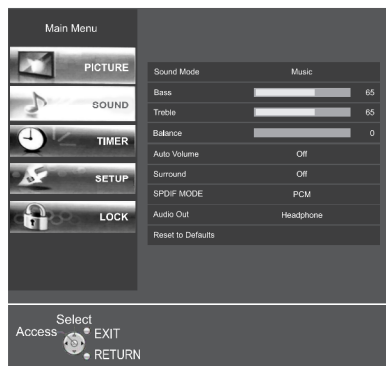 Main Menu
PICTURE
SOUND
TIMER
SETUP
LOCK
Sound Mode Music
Bass 65
Treble 65
Balance 0
Auto Volume Off
Surround Off
SPDIF MODE PCM
Audio Out Headphone
Reset to Defaults
Select
Access EXIT
RETURN